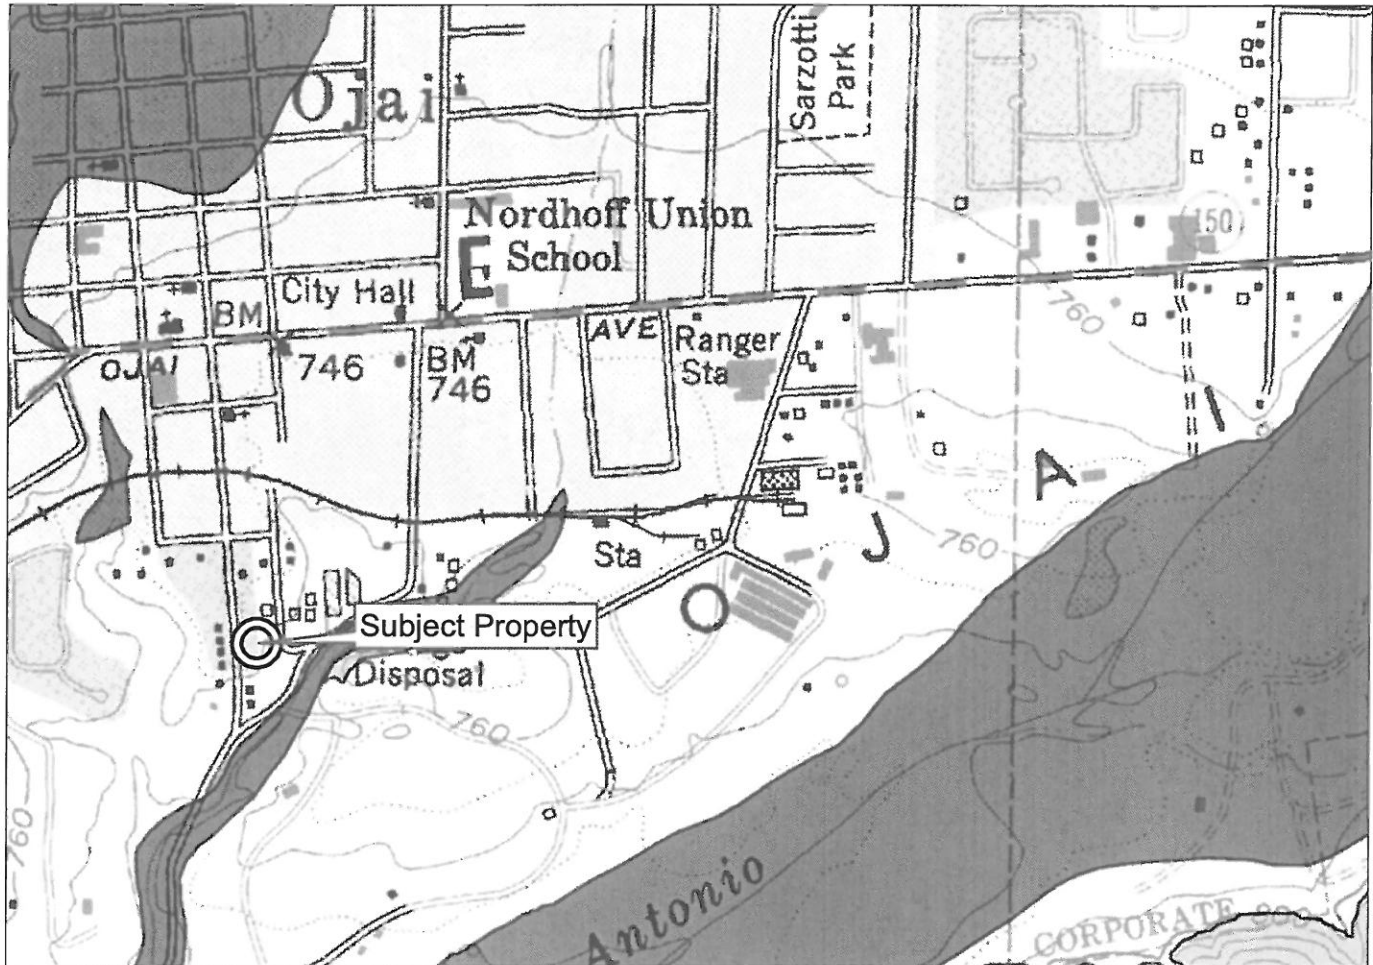 Sarzotti
Park
Ojai
Nordhoff Union
School
150
City Hall
BM
OJAI
746
BM
746
AVE
Ranger
Sta
760
A
J
760
Sta
Subject Property
Disposal
760
760
Antonio
CORPORATE